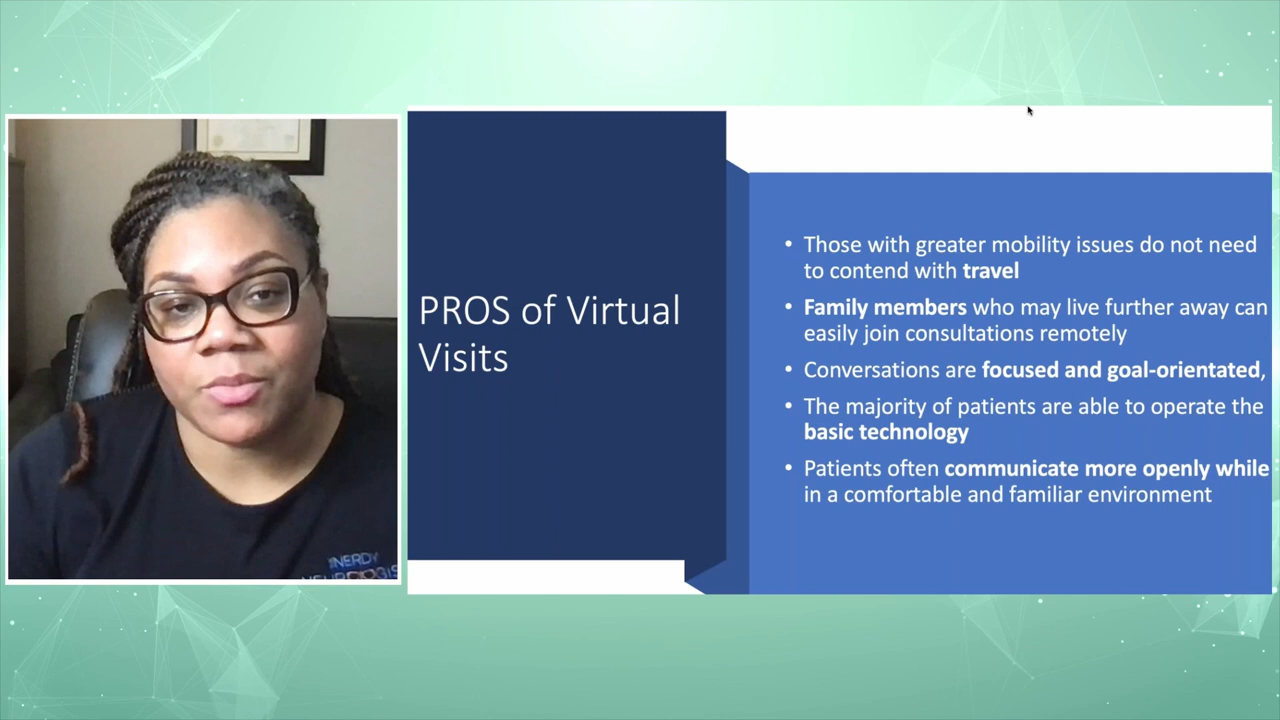 PROS of Virtual
Visits
• Those with greater mobility issues do not need
to contend with travel
• Family members who may live further away can
easily join consultations remotely
• Conversations are focused and goal-orientated,
• The majority of patients are able to operate the
basic technology
• Patients often communicate more openly while
in a comfortable and familiar environment
#NERDY